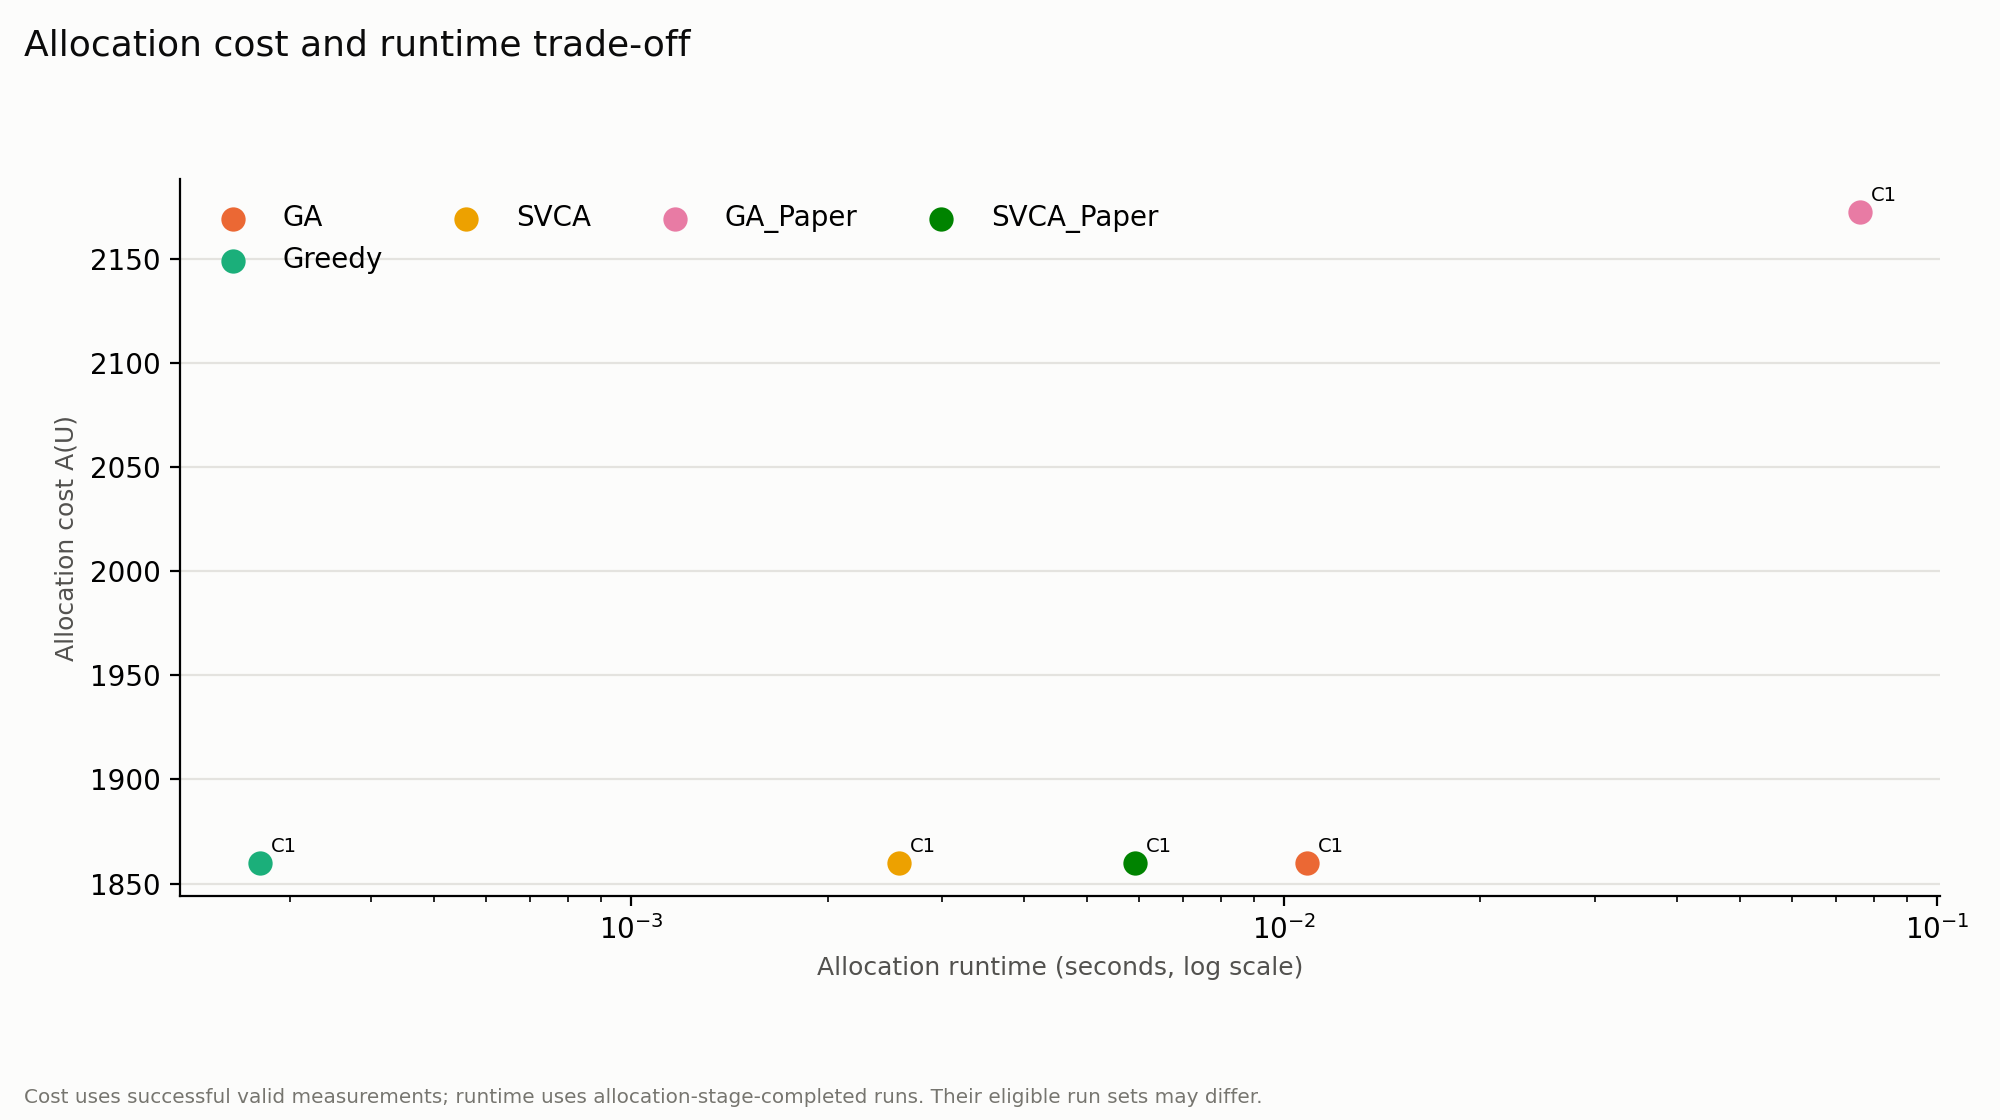 Allocation cost and runtime trade-off
GA SVCA GA_Paper SVCA_Paper
Greedy
C1
2150
2100
2050
2000
1950
1900
1850
Allocation cost A(U)
C1 C1 C1 C1
10⁻³ 10⁻² 10⁻¹
Allocation runtime (seconds, log scale)
Cost uses successful valid measurements; runtime uses allocation-stage-completed runs. Their eligible run sets may differ.